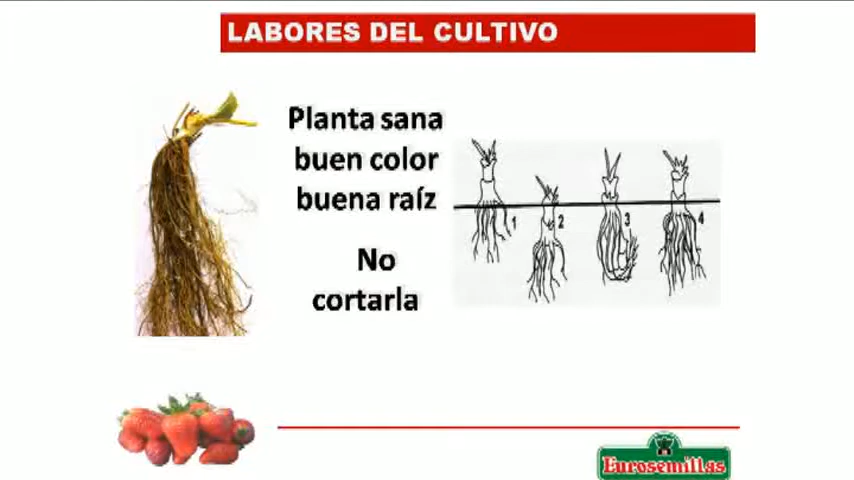 LABORES DEL CULTIVO
Planta sana
buen color
buena raíz
No
cortarla
1
2
3
4
Eurosemillas